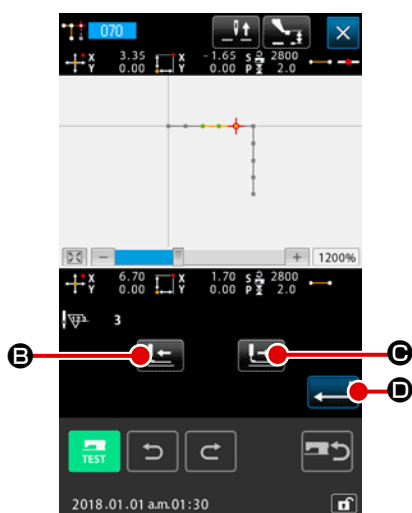 070
X 3.35 X -1.65 S 2800
Y 0.00 Y 0.00 P 2.0
1200%
X 6.70 X 1.70 S 2800
Y 0.00 Y 0.00 P 2.0
123.. 3
B
C
D
TEST
2018.01.01 a.m.01:30